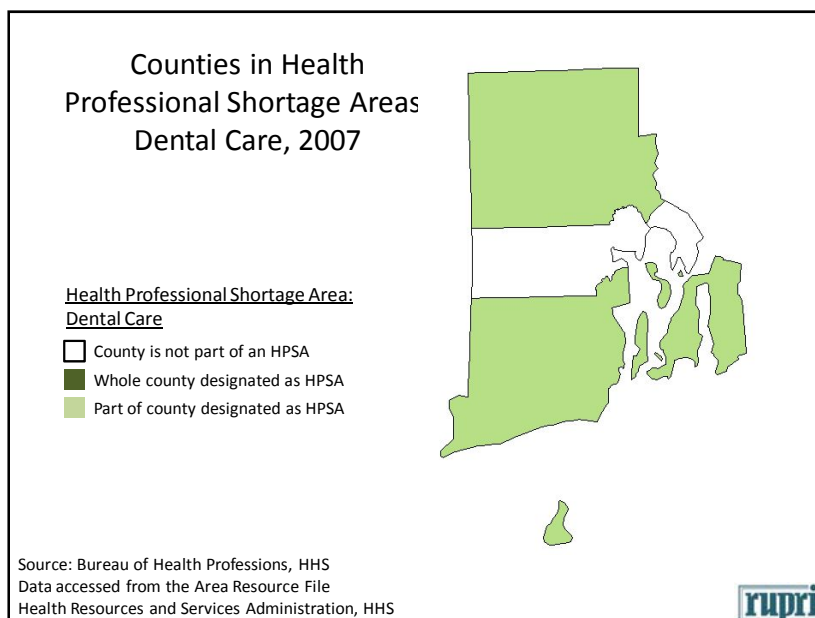 Counties in Health
Professional Shortage Areas
Dental Care, 2007
Health Professional Shortage Area:
Dental Care
County is not part of an HPSA
Whole county designated as HPSA
Part of county designated as HPSA
Source: Bureau of Health Professions, HHS
Data accessed from the Area Resource File
Health Resources and Services Administration, HHS
rupri